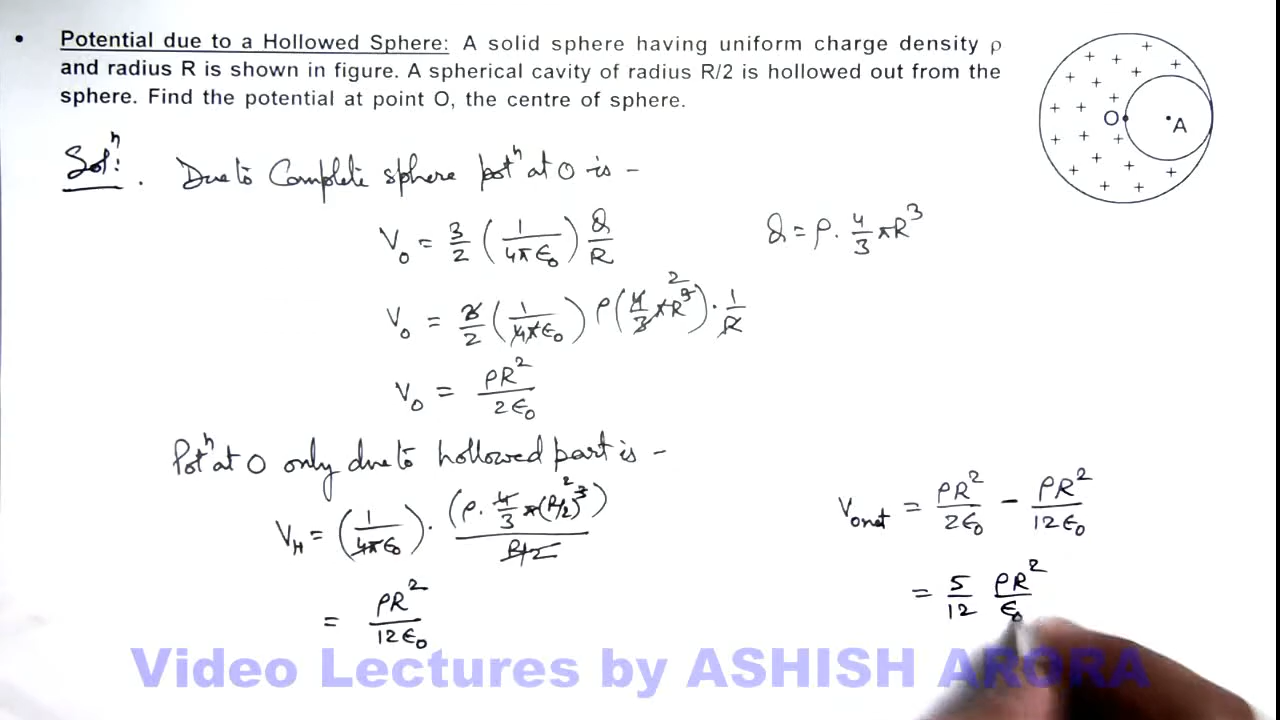 • Potential due to a Hollowed Sphere: A solid sphere having uniform charge density ρ
and radius R is shown in figure. A spherical cavity of radius R/2 is hollowed out from the
sphere. Find the potential at point O, the centre of sphere.
O A
Solⁿ: . Due to Complete sphere potⁿ at O is –
V₀ = 3/2 (1/4πε₀) Q/R Q = ρ. 4/3 πR³
V₀ = 3/2 (1/4πε₀) ρ(4/3 πR³²) · 1/R
V₀ = ρR²/2ε₀
Potⁿ at O only due to hollowed part is –
V_H = (1/4πε₀) · (ρ. 4/3 π(R/2)³²)/(R/2)
= ρR²/12ε₀
V₀net = ρR²/2ε₀ − ρR²/12ε₀
= 5/12 ρR²/ε₀
Video Lectures by ASHISH ARORA